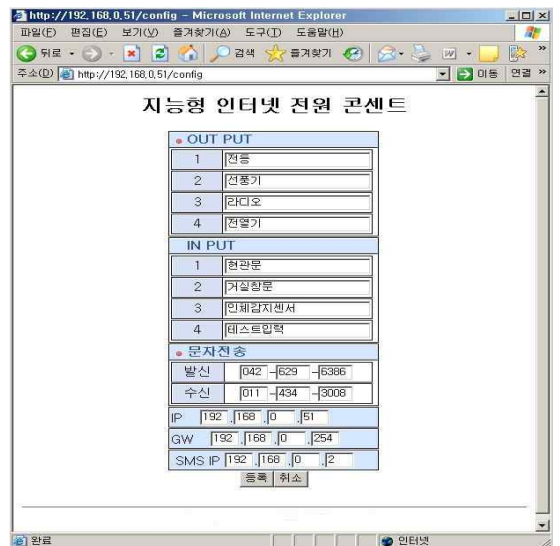 http://192,168,0,51/config - Microsoft Internet Explorer
파일(F) 편집(E) 보기(V) 즐겨찾기(A) 도구(T) 도움말(H)
뒤로 검색 즐겨찾기
주소(D) http://192,168,0,51/config 이동 연결 »
지능형 인터넷 전원 콘센트
OUT PUT
1 전등
2 선풍기
3 라디오
4 전열기
IN PUT
1 현관문
2 거실창문
3 인체감지센서
4 테스트입력
문자전송
발신 042 - 629 - 6386
수신 011 - 434 - 3008
IP 192 .168 .0 .51
GW 192 .168 .0 .254
SMS IP 192 .168 .0 .2
등록 취소
완료 인터넷